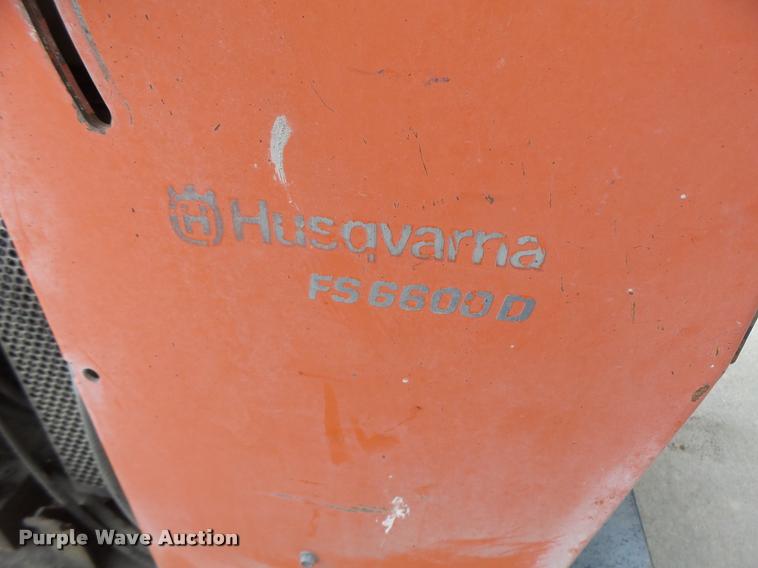 H Husqvarna
FS6600D
Purple Wave Auction